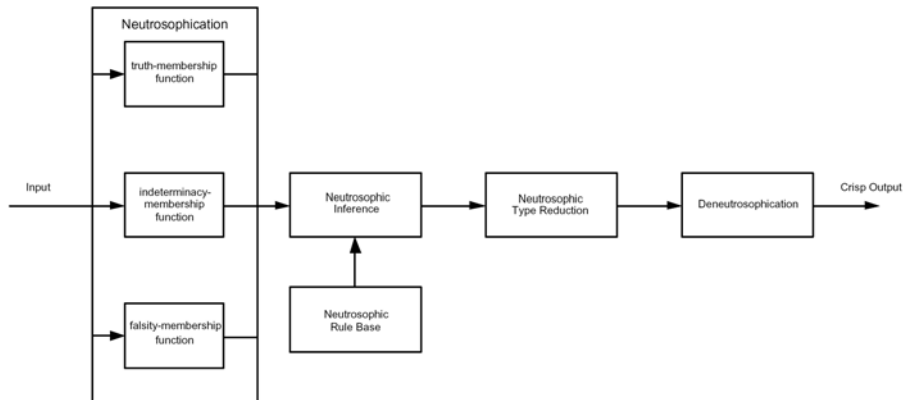 Neutrosophication
truth-membership
function
Input
indeterminacy-
membership
function
Neutrosophic
Inference
Neutrosophic
Type Reduction
Deneutrosophication
Crisp Output
falsity-membership
function
Neutrosophic
Rule Base